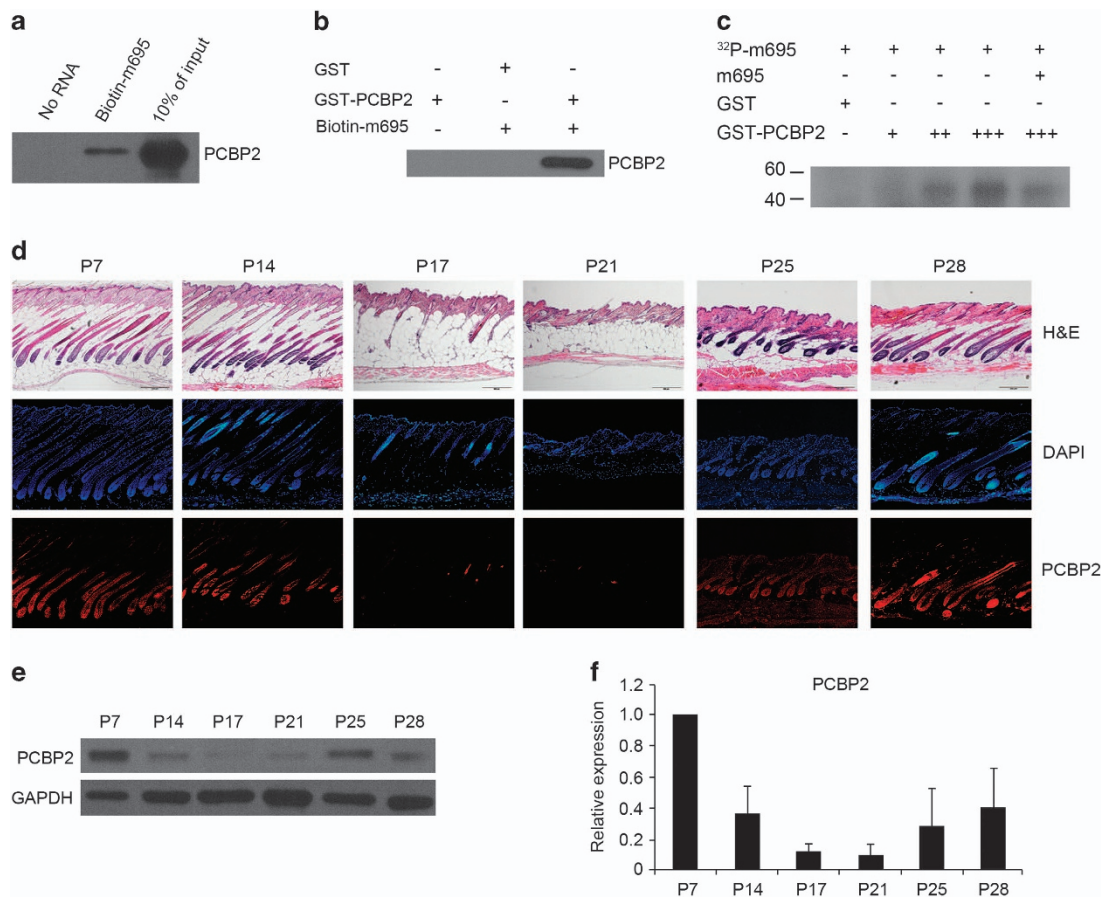 a
No RNA
Biotin-m695
10% of input
PCBP2
b
GST - + -
GST-PCBP2 + - +
Biotin-m695 - + +
PCBP2
c
³²P-m695 + + + + +
m695 - - - - +
GST + - - - -
GST-PCBP2 - + ++ +++ +++
60
40
d
P7 P14 P17 P21 P25 P28
H&E
DAPI
PCBP2
e
P7 P14 P17 P21 P25 P28
PCBP2
GAPDH
f
PCBP2
Relative expression
1.2
1.0
0.8
0.6
0.4
0.2
0
P7 P14 P17 P21 P25 P28